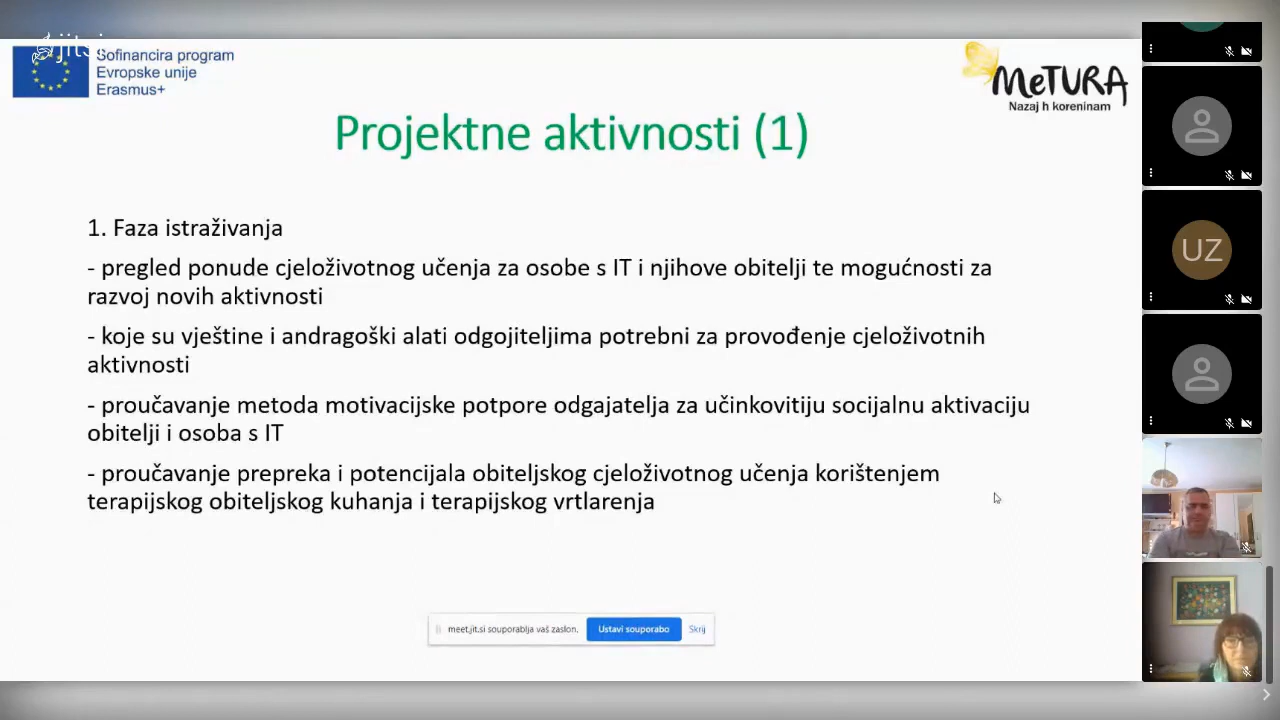 jitsi
Sofinancira program
Evropske unije
Erasmus+
MeTURA
Nazaj h koreninam
Projektne aktivnosti (1)
1. Faza istraživanja
- pregled ponude cjeloživotnog učenja za osobe s IT i njihove obitelji te mogućnosti za
razvoj novih aktivnosti
- koje su vještine i andragoški alati odgojiteljima potrebni za provođenje cjeloživotnih
aktivnosti
- proučavanje metoda motivacijske potpore odgajatelja za učinkovitiju socijalnu aktivaciju
obitelji i osoba s IT
- proučavanje prepreka i potencijala obiteljskog cjeloživotnog učenja korištenjem
terapijskog obiteljskog kuhanja i terapijskog vrtlarenja
meet.jit.si souporablja vaš zaslon.
Ustavi souporabo
Skrij
UZ